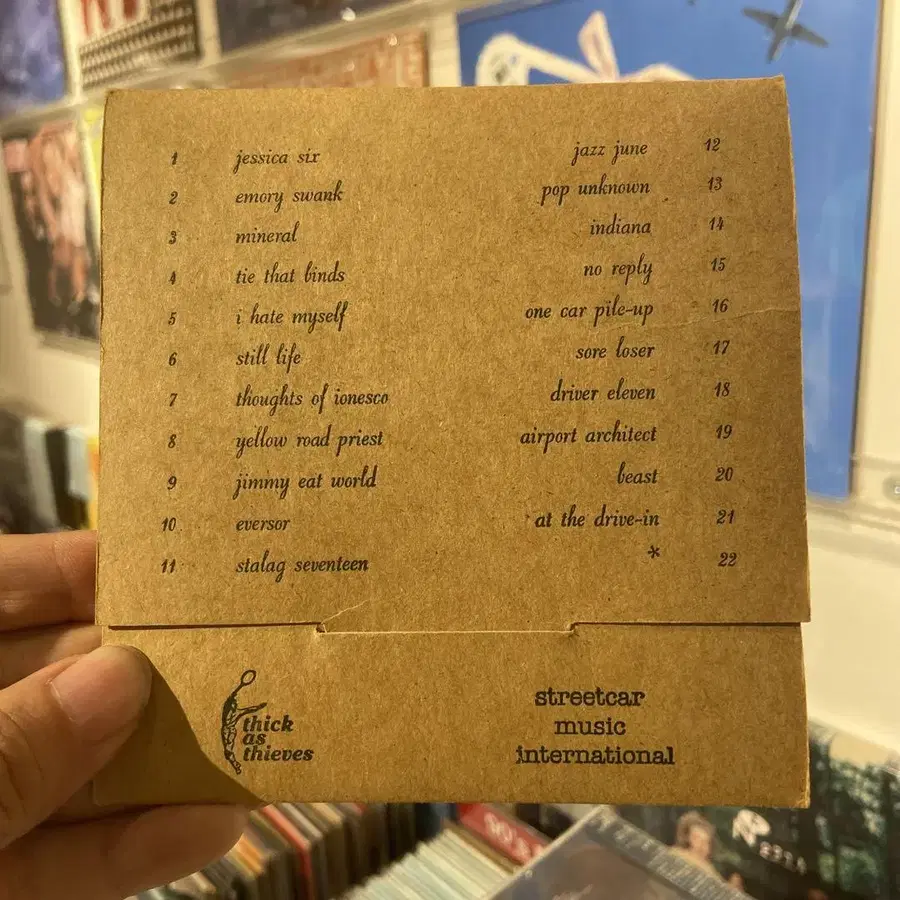 1 jessica six
2 emory swank
3 mineral
4 tie that binds
5 i hate myself
6 still life
7 thoughts of ionesco
8 yellow road priest
9 jimmy eat world
10 eversor
11 stalag seventeen
jazz june 12
pop unknown 13
indiana 14
no reply 15
one car pile-up 16
sore loser 17
driver eleven 18
airport architect 19
beast 20
at the drive-in 21
* 22
thick
as
thieves
streetcar
music
international